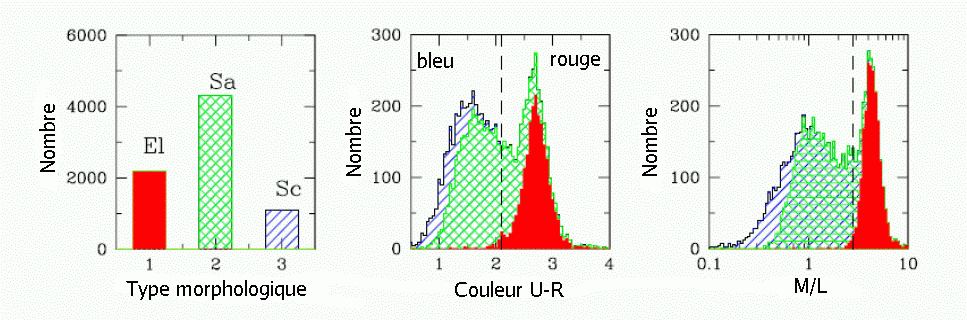 6000
4000
2000
0
Nombre
El
Sa
Sc
1 2 3
Type morphologique
300
200
100
0
Nombre
bleu rouge
1 2 3 4
Couleur U-R
300
200
100
0
Nombre
0.1 1 10
M/L